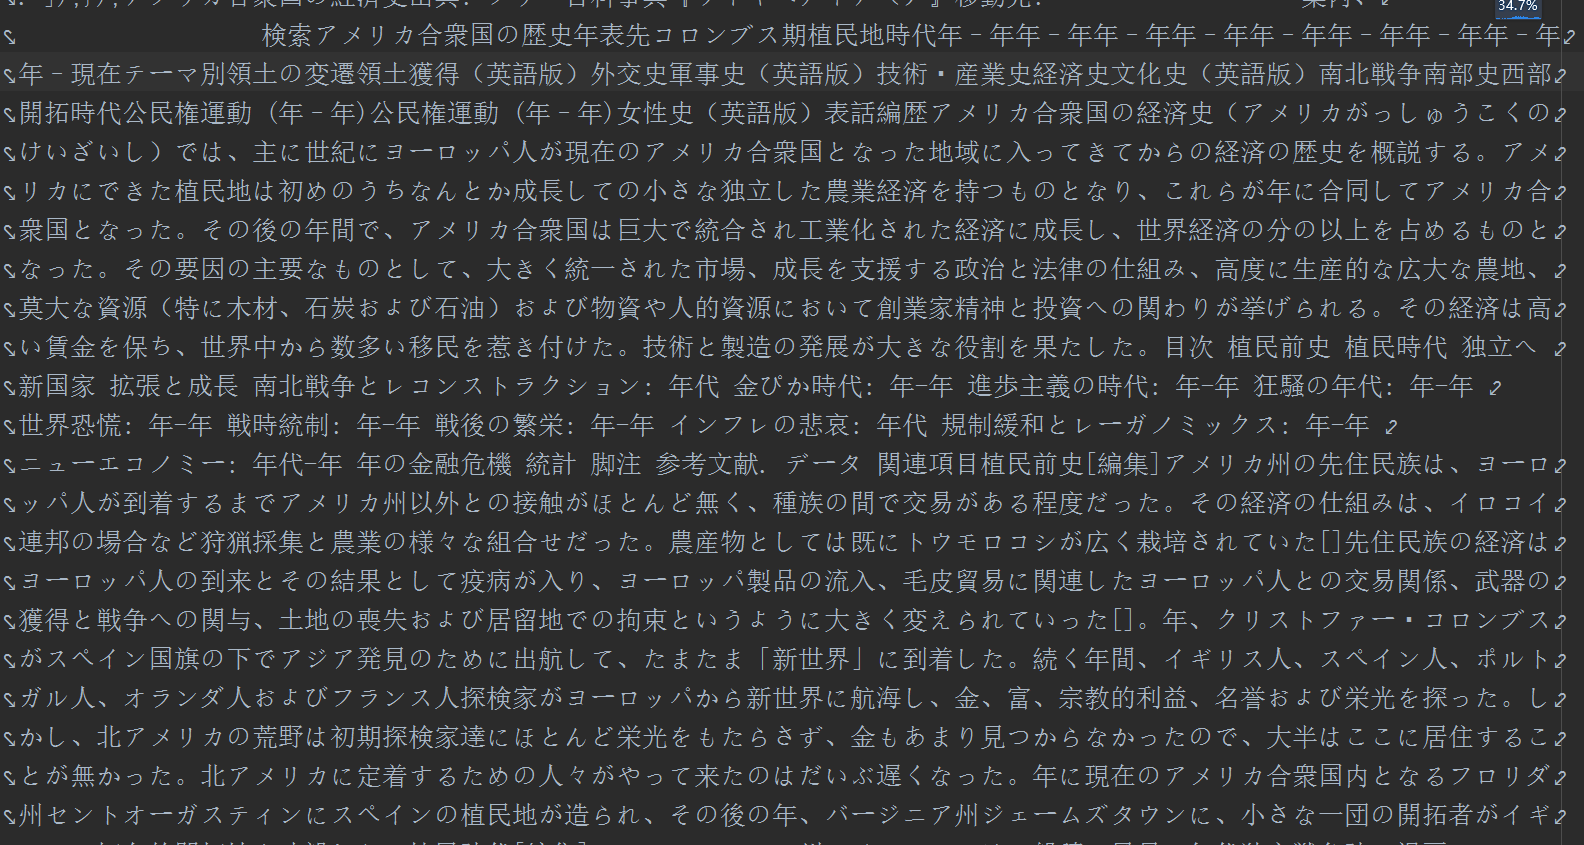 34.7%
検索アメリカ合衆国の歴史年表先コロンブス期植民地時代年‐年年‐年年‐年年‐年年‐年年‐年年‐年年‐年
年‐現在テーマ別領土の変遷領土獲得（英語版）外交史軍事史（英語版）技術・産業史経済史文化史（英語版）南北戦争南部史西部
開拓時代公民権運動 (年‐年)公民権運動 (年‐年)女性史（英語版）表話編歴アメリカ合衆国の経済史（アメリカがっしゅうこくの
けいざいし）では、主に世紀にヨーロッパ人が現在のアメリカ合衆国となった地域に入ってきてからの経済の歴史を概説する。アメ
リカにできた植民地は初めのうちなんとか成長しての小さな独立した農業経済を持つものとなり、これらが年に合同してアメリカ合
衆国となった。その後の年間で、アメリカ合衆国は巨大で統合され工業化された経済に成長し、世界経済の分の以上を占めるものと
なった。その要因の主要なものとして、大きく統一された市場、成長を支援する政治と法律の仕組み、高度に生産的な広大な農地、
莫大な資源（特に木材、石炭および石油）および物資や人的資源において創業家精神と投資への関わりが挙げられる。その経済は高
い賃金を保ち、世界中から数多い移民を惹き付けた。技術と製造の発展が大きな役割を果たした。目次 植民前史 植民時代 独立へ
新国家 拡張と成長 南北戦争とレコンストラクション: 年代 金ぴか時代: 年−年 進歩主義の時代: 年−年 狂騒の年代: 年−年
世界恐慌: 年−年 戦時統制: 年−年 戦後の繁栄: 年−年 インフレの悲哀: 年代 規制緩和とレーガノミックス: 年−年
ニューエコノミー: 年代−年 年の金融危機 統計 脚注 参考文献. データ 関連項目植民前史[編集]アメリカ州の先住民族は、ヨーロ
ッパ人が到着するまでアメリカ州以外との接触がほとんど無く、種族の間で交易がある程度だった。その経済の仕組みは、イロコイ
連邦の場合など狩猟採集と農業の様々な組合せだった。農産物としては既にトウモロコシが広く栽培されていた[]先住民族の経済は
ヨーロッパ人の到来とその結果として疫病が入り、ヨーロッパ製品の流入、毛皮貿易に関連したヨーロッパ人との交易関係、武器の
獲得と戦争への関与、土地の喪失および居留地での拘束というように大きく変えられていった[]。年、クリストファー・コロンブス
がスペイン国旗の下でアジア発見のために出航して、たまたま「新世界」に到着した。続く年間、イギリス人、スペイン人、ポルト
ガル人、オランダ人およびフランス人探検家がヨーロッパから新世界に航海し、金、富、宗教的利益、名誉および栄光を探った。し
かし、北アメリカの荒野は初期探検家達にほとんど栄光をもたらさず、金もあまり見つからなかったので、大半はここに居住するこ
とが無かった。北アメリカに定着するための人々がやって来たのはだいぶ遅くなった。年に現在のアメリカ合衆国内となるフロリダ
州セントオーガスティンにスペインの植民地が造られ、その後の年、バージニア州ジェームズタウンに、小さな一団の開拓者がイギ